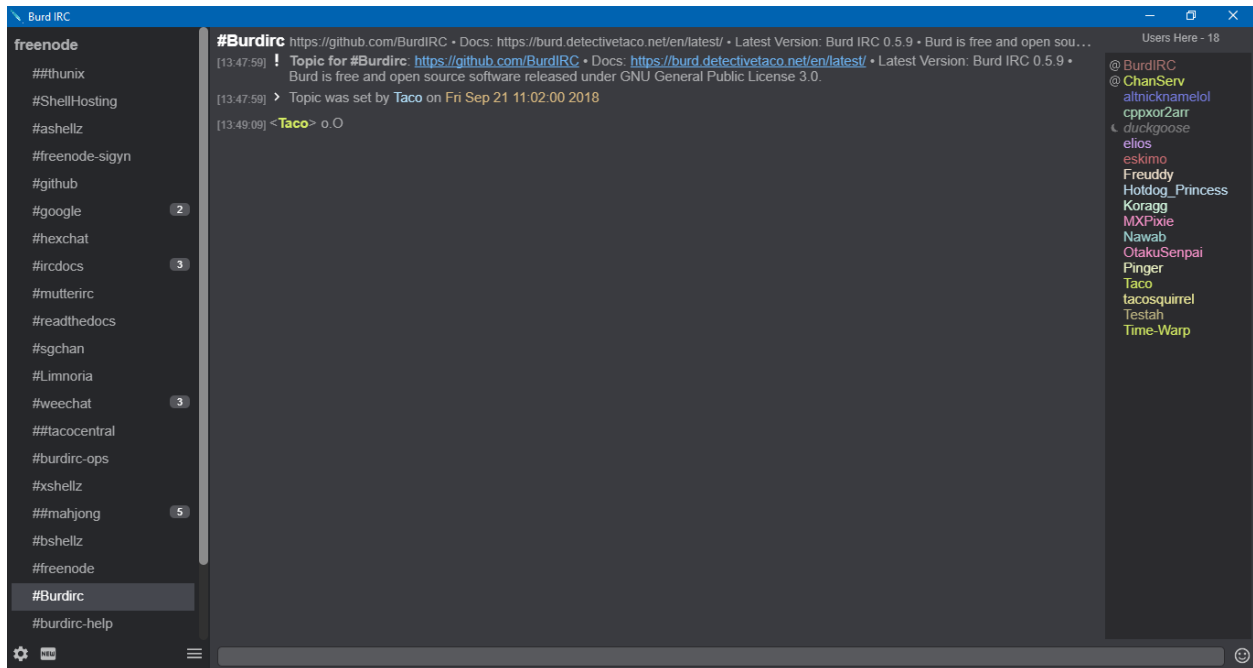 Burd IRC
freenode
##thunix
#ShellHosting
#ashellz
#freenode-sigyn
#github
#google 2
#hexchat
#ircdocs 3
#mutterirc
#readthedocs
#sgchan
#Limnoria
#weechat 3
##tacocentral
#burdirc-ops
#xshellz
##mahjong 5
#bshellz
#freenode
#Burdirc
#burdirc-help
NEW
#Burdirc https://github.com/BurdIRC • Docs: https://burd.detectivetaco.net/en/latest/ • Latest Version: Burd IRC 0.5.9 • Burd is free and open sou…
[13:47:59] ! Topic for #Burdirc: https://github.com/BurdIRC • Docs: https://burd.detectivetaco.net/en/latest/ • Latest Version: Burd IRC 0.5.9 •
Burd is free and open source software released under GNU General Public License 3.0.
[13:47:59] > Topic was set by Taco on Fri Sep 21 11:02:00 2018
[13:49:09] <Taco> o.O
Users Here - 18
@ BurdIRC
@ ChanServ
altnicknamelol
cppxor2arr
duckgoose
elios
eskimo
Freuddy
Hotdog_Princess
Koragg
MXPixie
Nawab
OtakuSenpai
Pinger
Taco
tacosquirrel
Testah
Time-Warp